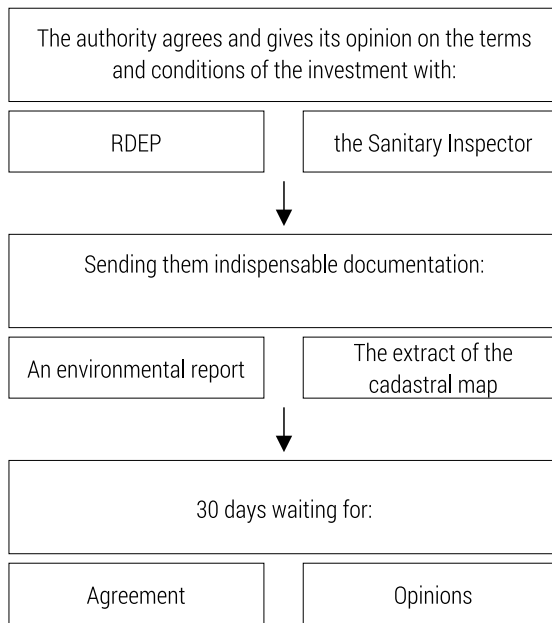 The authority agrees and gives its opinion on the terms
and conditions of the investment with:
RDEP
the Sanitary Inspector
Sending them indispensable documentation:
An environmental report
The extract of the
cadastral map
30 days waiting for:
Agreement
Opinions